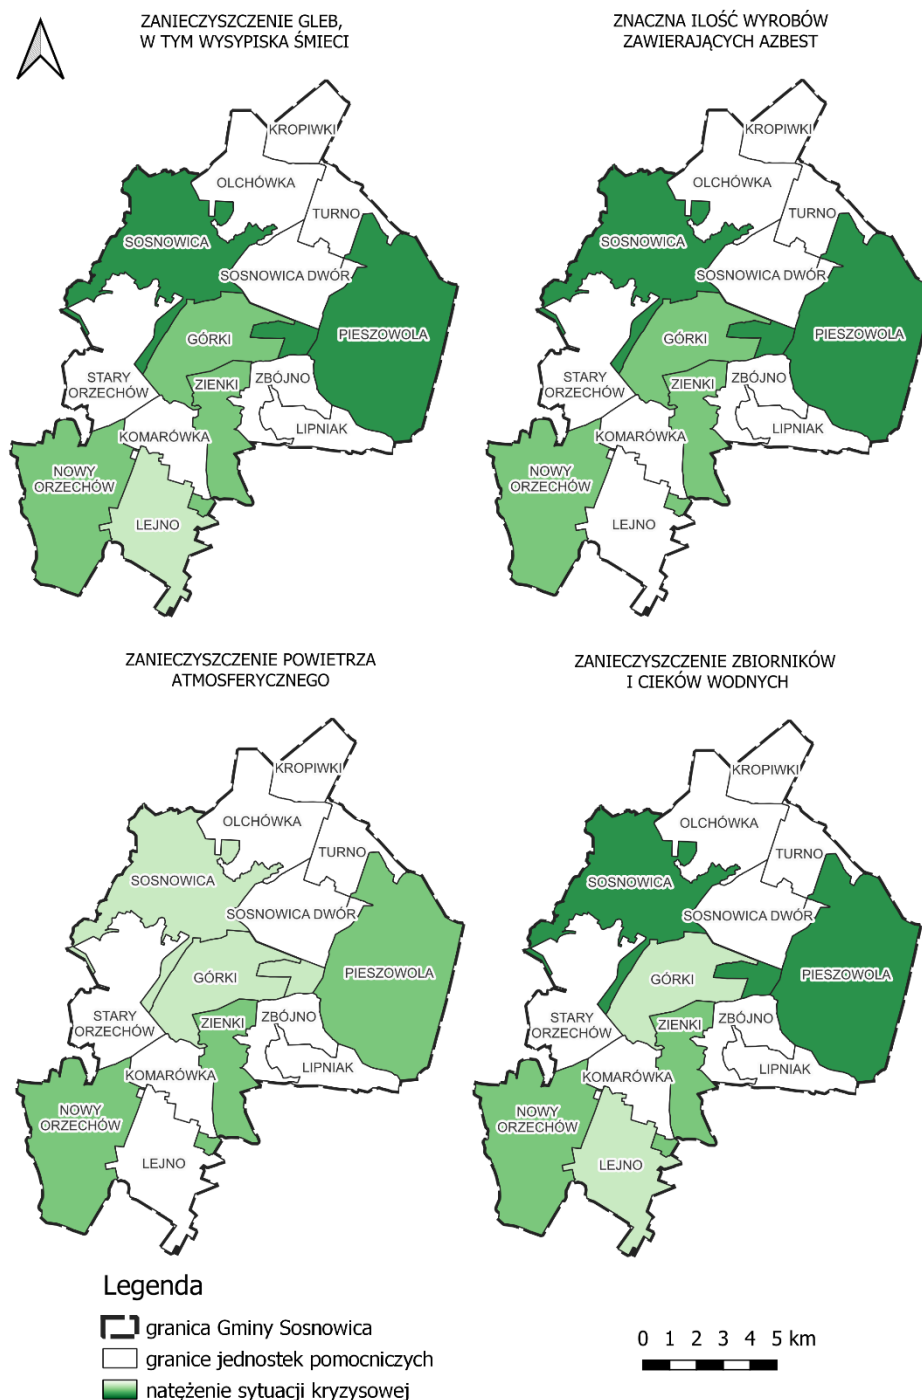 ZANIECZYSZCZENIE GLEB,
W TYM WYSYPISKA ŚMIECI
KROPIWKI
OLCHÓWKA
TURNO
SOSNOWICA
SOSNOWICA DWÓR
PIESZOWOLA
GÓRKI
STARY
ORZECHÓW
ZIENKI
ZBÓJNO
LIPNIAK
KOMARÓWKA
NOWY
ORZECHÓW
LEJNO
ZNACZNA ILOŚĆ WYROBÓW
ZAWIERAJĄCYCH AZBEST
KROPIWKI
OLCHÓWKA
TURNO
SOSNOWICA
SOSNOWICA DWÓR
PIESZOWOLA
GÓRKI
STARY
ORZECHÓW
ZIENKI
ZBÓJNO
LIPNIAK
KOMARÓWKA
NOWY
ORZECHÓW
LEJNO
ZANIECZYSZCZENIE POWIETRZA
ATMOSFERYCZNEGO
KROPIWKI
OLCHÓWKA
TURNO
SOSNOWICA
SOSNOWICA DWÓR
PIESZOWOLA
GÓRKI
STARY
ORZECHÓW
ZIENKI
ZBÓJNO
LIPNIAK
KOMARÓWKA
NOWY
ORZECHÓW
LEJNO
ZANIECZYSZCZENIE ZBIORNIKÓW
I CIEKÓW WODNYCH
KROPIWKI
OLCHÓWKA
TURNO
SOSNOWICA
SOSNOWICA DWÓR
PIESZOWOLA
GÓRKI
STARY
ORZECHÓW
ZIENKI
ZBÓJNO
LIPNIAK
KOMARÓWKA
NOWY
ORZECHÓW
LEJNO
Legenda
granica Gminy Sosnowica
granice jednostek pomocniczych
natężenie sytuacji kryzysowej
0 1 2 3 4 5 km